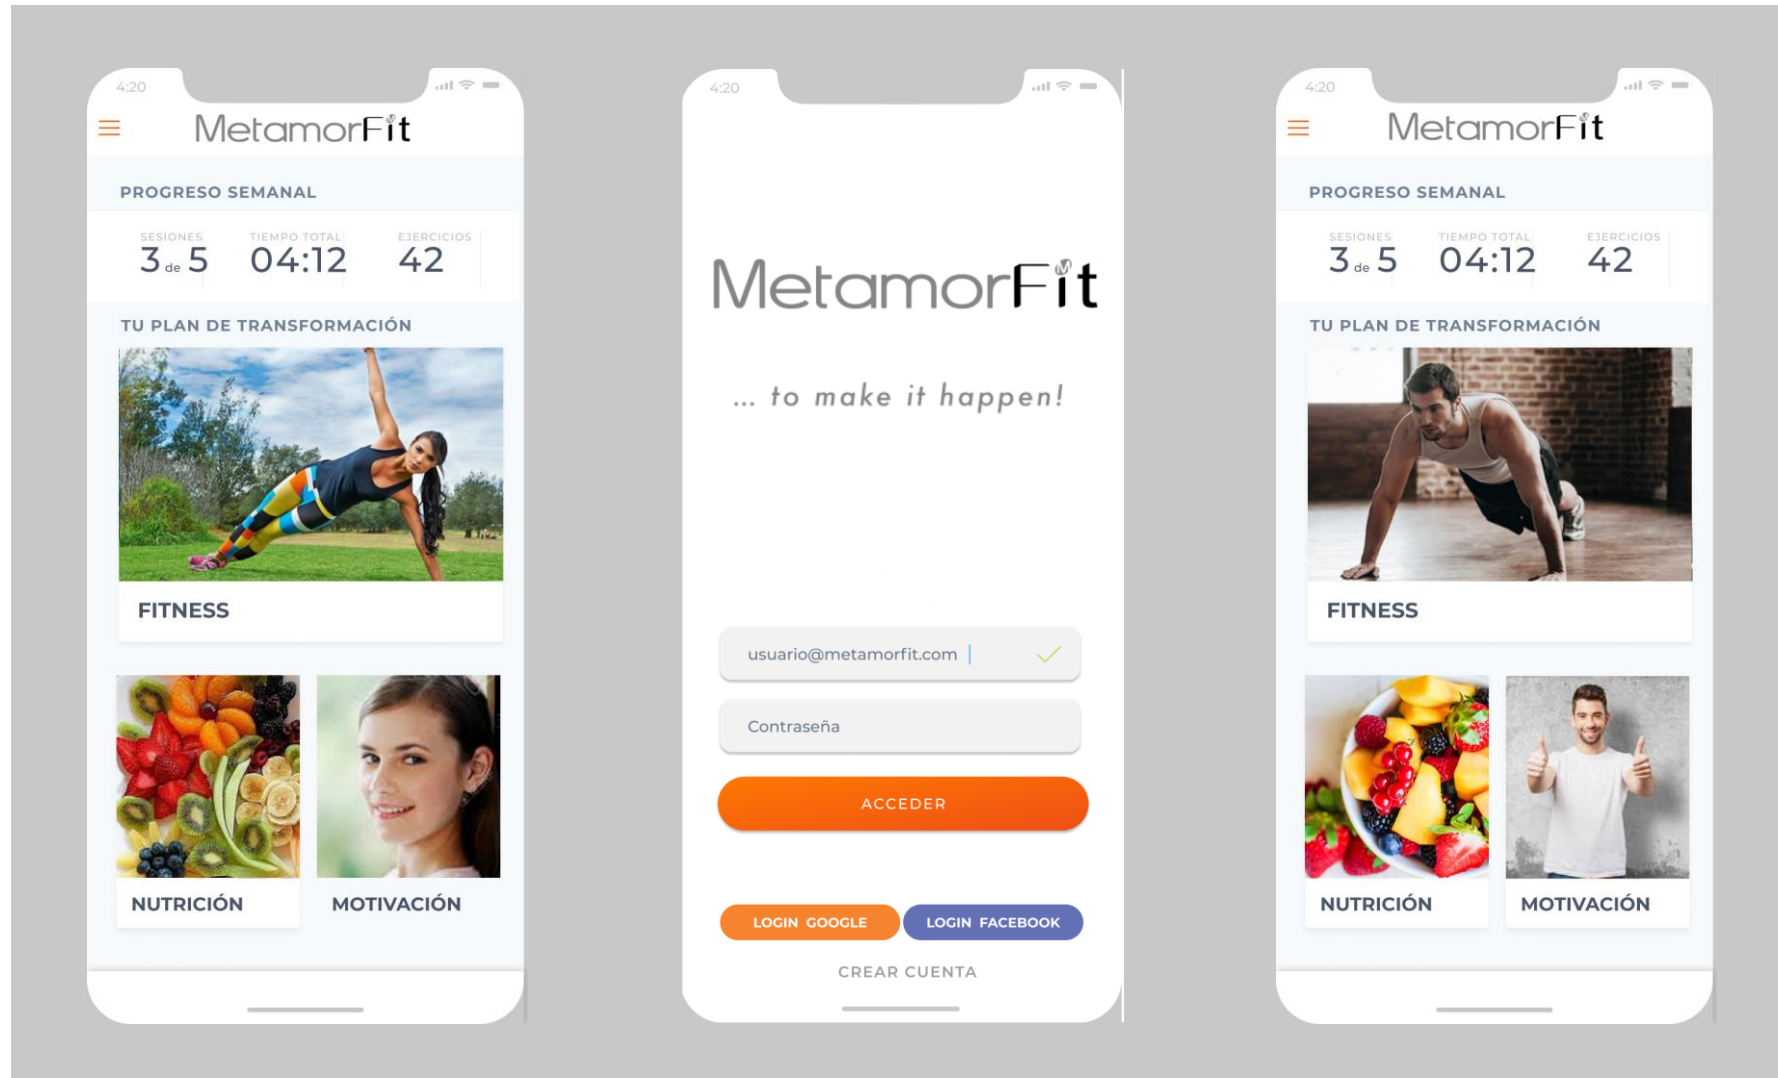 4:20
MetamorFit
PROGRESO SEMANAL
SESIONES TIEMPO TOTAL EJERCICIOS
3 de 5 04:12 42
TU PLAN DE TRANSFORMACIÓN
FITNESS
NUTRICIÓN MOTIVACIÓN
4:20
MetamorFit
... to make it happen!
usuario@metamorfit.com
Contraseña
ACCEDER
LOGIN GOOGLE LOGIN FACEBOOK
CREAR CUENTA
4:20
MetamorFit
PROGRESO SEMANAL
SESIONES TIEMPO TOTAL EJERCICIOS
3 de 5 04:12 42
TU PLAN DE TRANSFORMACIÓN
FITNESS
NUTRICIÓN MOTIVACIÓN